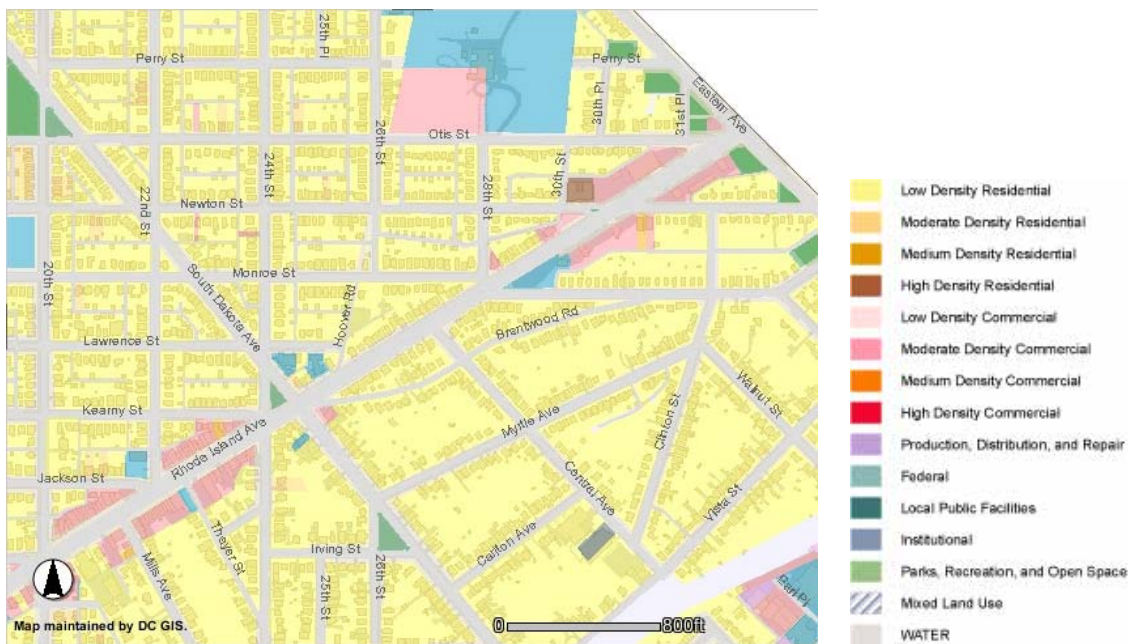 25th Pl
Perry St
Perry St
Eastern Ave
30th Pl
31st Pl
26th St
Otis St
24th St
28th St
30th St
22nd St
Newton St
Low Density Residential
Moderate Density Residential
Medium Density Residential
High Density Residential
Low Density Commercial
Moderate Density Commercial
Medium Density Commercial
High Density Commercial
Production, Distribution, and Repair
Federal
Local Public Facilities
Institutional
Parks, Recreation, and Open Space
Mixed Land Use
WATER
20th St
South Dakota Ave
Monroe St
Hoover Rd
Brentwood Rd
Lawrence St
Walnut St
Kearny St
Clinton St
Myrtle Ave
Rhode Island Ave
Jackson St
Central Ave
Vista St
Thayer St
Carlton Ave
Irving St
Mills Ave
25th St
26th St
Map maintained by DC GIS.
0
800ft